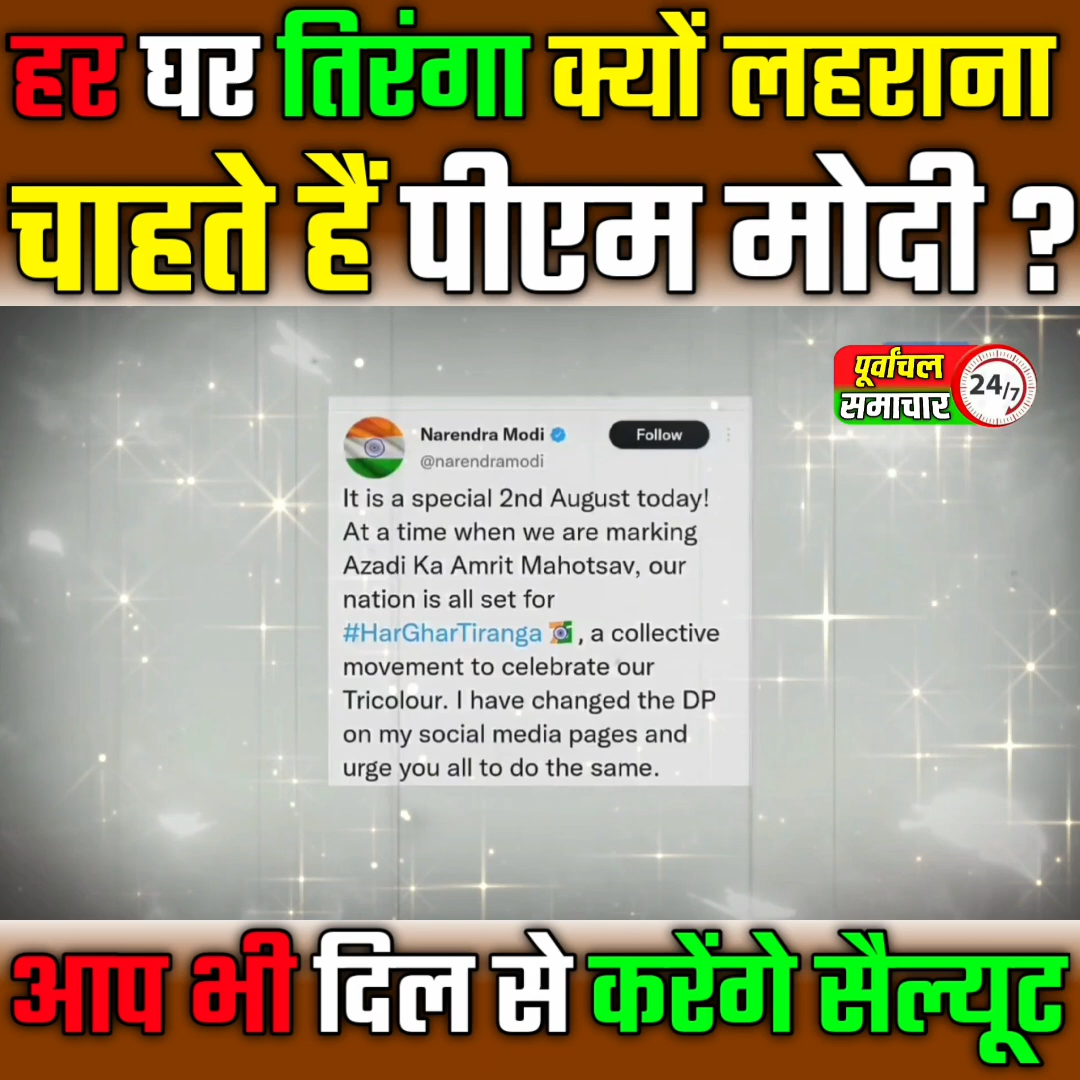 हर घर तिरंगा क्यों लहराना
चाहते हैं पीएम मोदी ?
पूर्वांचल
समाचार
24/7
Narendra Modi
Follow
@narendramodi
It is a special 2nd August today!
At a time when we are marking
Azadi Ka Amrit Mahotsav, our
nation is all set for
#HarGharTiranga 🇮🇳, a collective
movement to celebrate our
Tricolour. I have changed the DP
on my social media pages and
urge you all to do the same.
आप भी दिल से करेंगे सैल्यूट